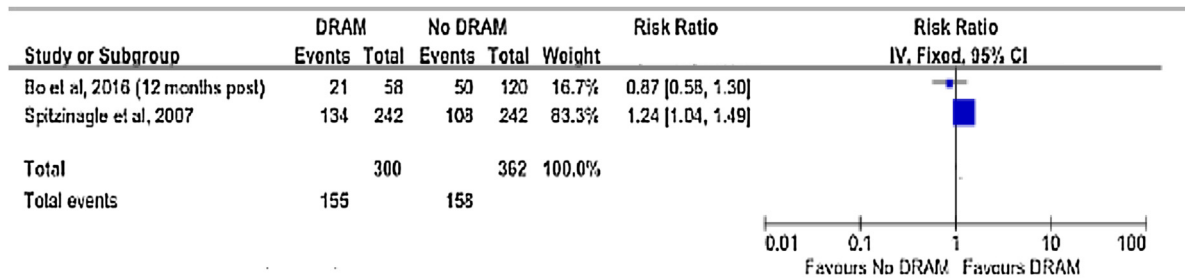 DRAM No DRAM Risk Ratio Risk Ratio
Study or Subgroup Events Total Events Total Weight IV, Fixed, 95% CI
Bo et al, 2016 (12 months post) 21 58 50 120 16.7% 0.87 [0.58, 1.30]
Spitzinagle et al, 2007 134 242 108 242 83.3% 1.24 [1.04, 1.49]
Total 300 362 100.0%
Total events 155 158
0.01 0.1 1 10 100
Favours No DRAM Favours DRAM